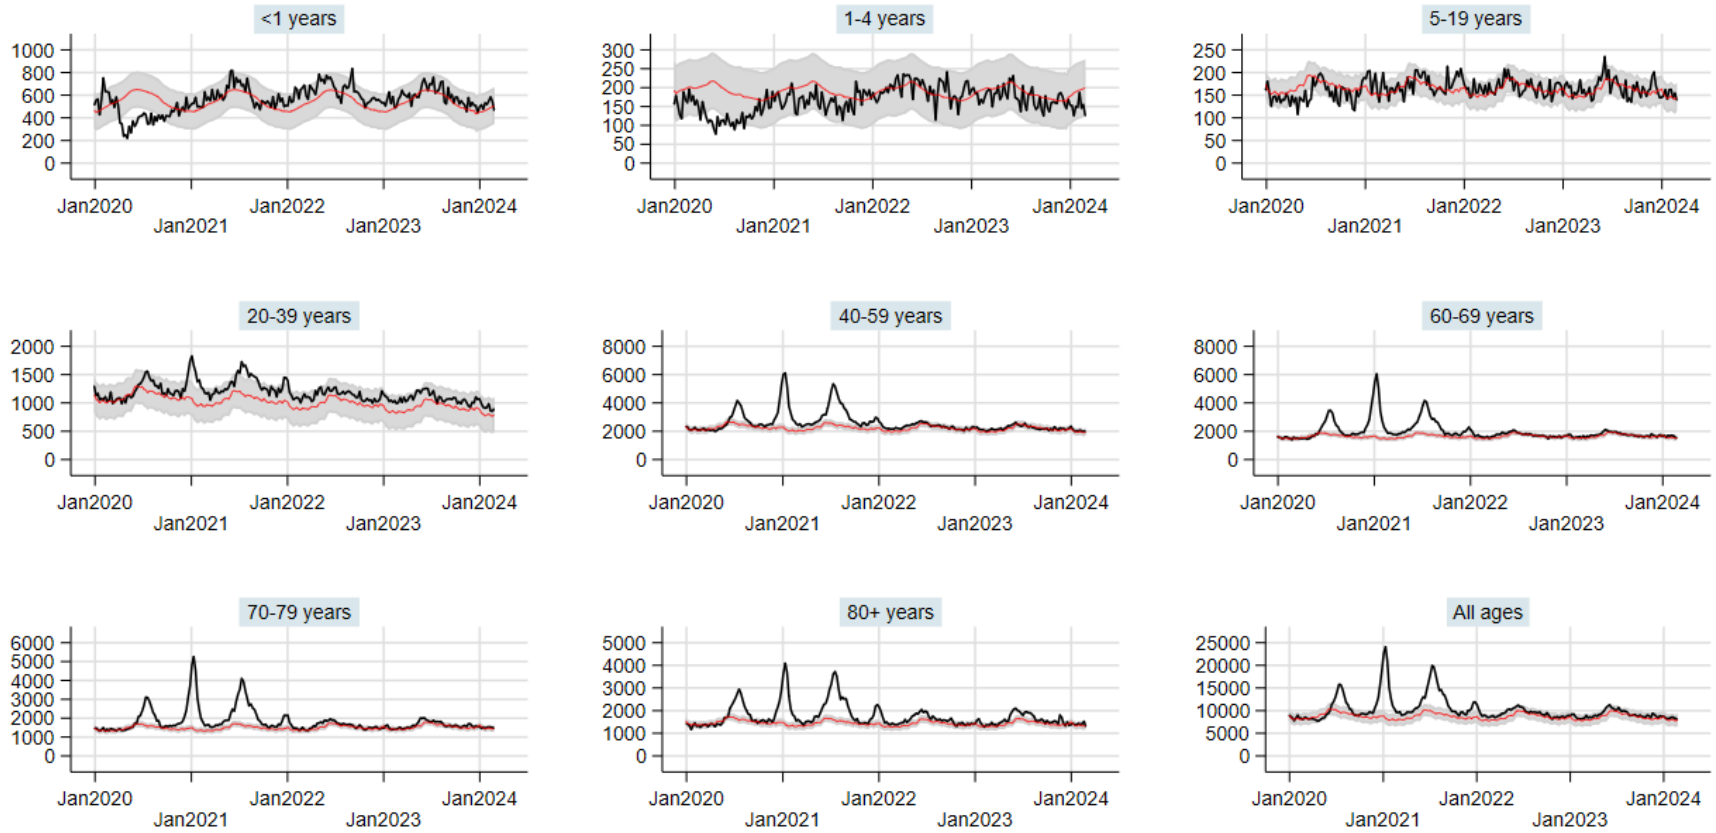 <1 years
1000
800
600
400
200
0
Jan2020
Jan2021
Jan2022
Jan2023
Jan2024
1-4 years
300
250
200
150
100
50
0
Jan2020
Jan2021
Jan2022
Jan2023
Jan2024
5-19 years
250
200
150
100
50
0
Jan2020
Jan2021
Jan2022
Jan2023
Jan2024
20-39 years
2000
1500
1000
500
0
Jan2020
Jan2021
Jan2022
Jan2023
Jan2024
40-59 years
8000
6000
4000
2000
0
Jan2020
Jan2021
Jan2022
Jan2023
Jan2024
60-69 years
8000
6000
4000
2000
0
Jan2020
Jan2021
Jan2022
Jan2023
Jan2024
70-79 years
6000
5000
4000
3000
2000
1000
0
Jan2020
Jan2021
Jan2022
Jan2023
Jan2024
80+ years
5000
4000
3000
2000
1000
0
Jan2020
Jan2021
Jan2022
Jan2023
Jan2024
All ages
25000
20000
15000
10000
5000
0
Jan2020
Jan2021
Jan2022
Jan2023
Jan2024